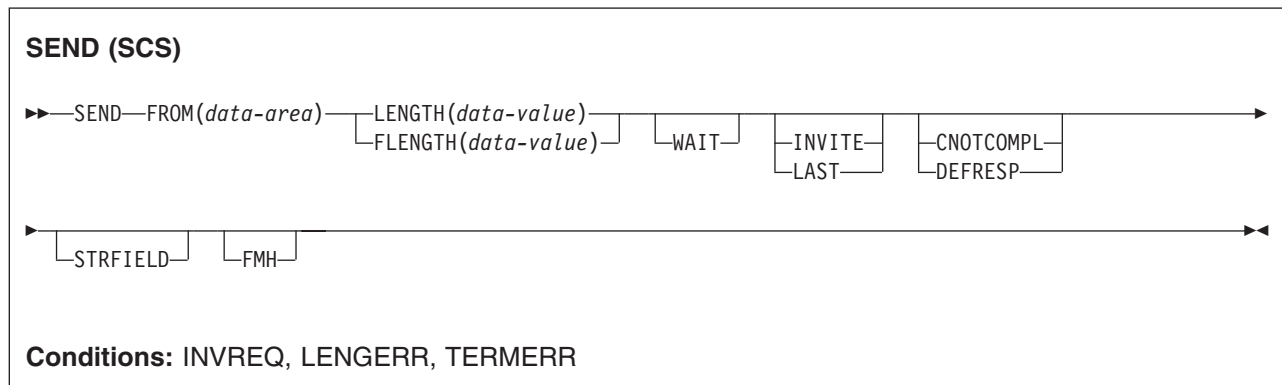 SEND (SCS)
SEND FROM(data-area) LENGTH(data-value) WAIT INVITE CNOTCOMPL
FLENGTH(data-value) LAST DEFRESP
STRFIELD FMH
Conditions: INVREQ, LENGERR, TERMERR